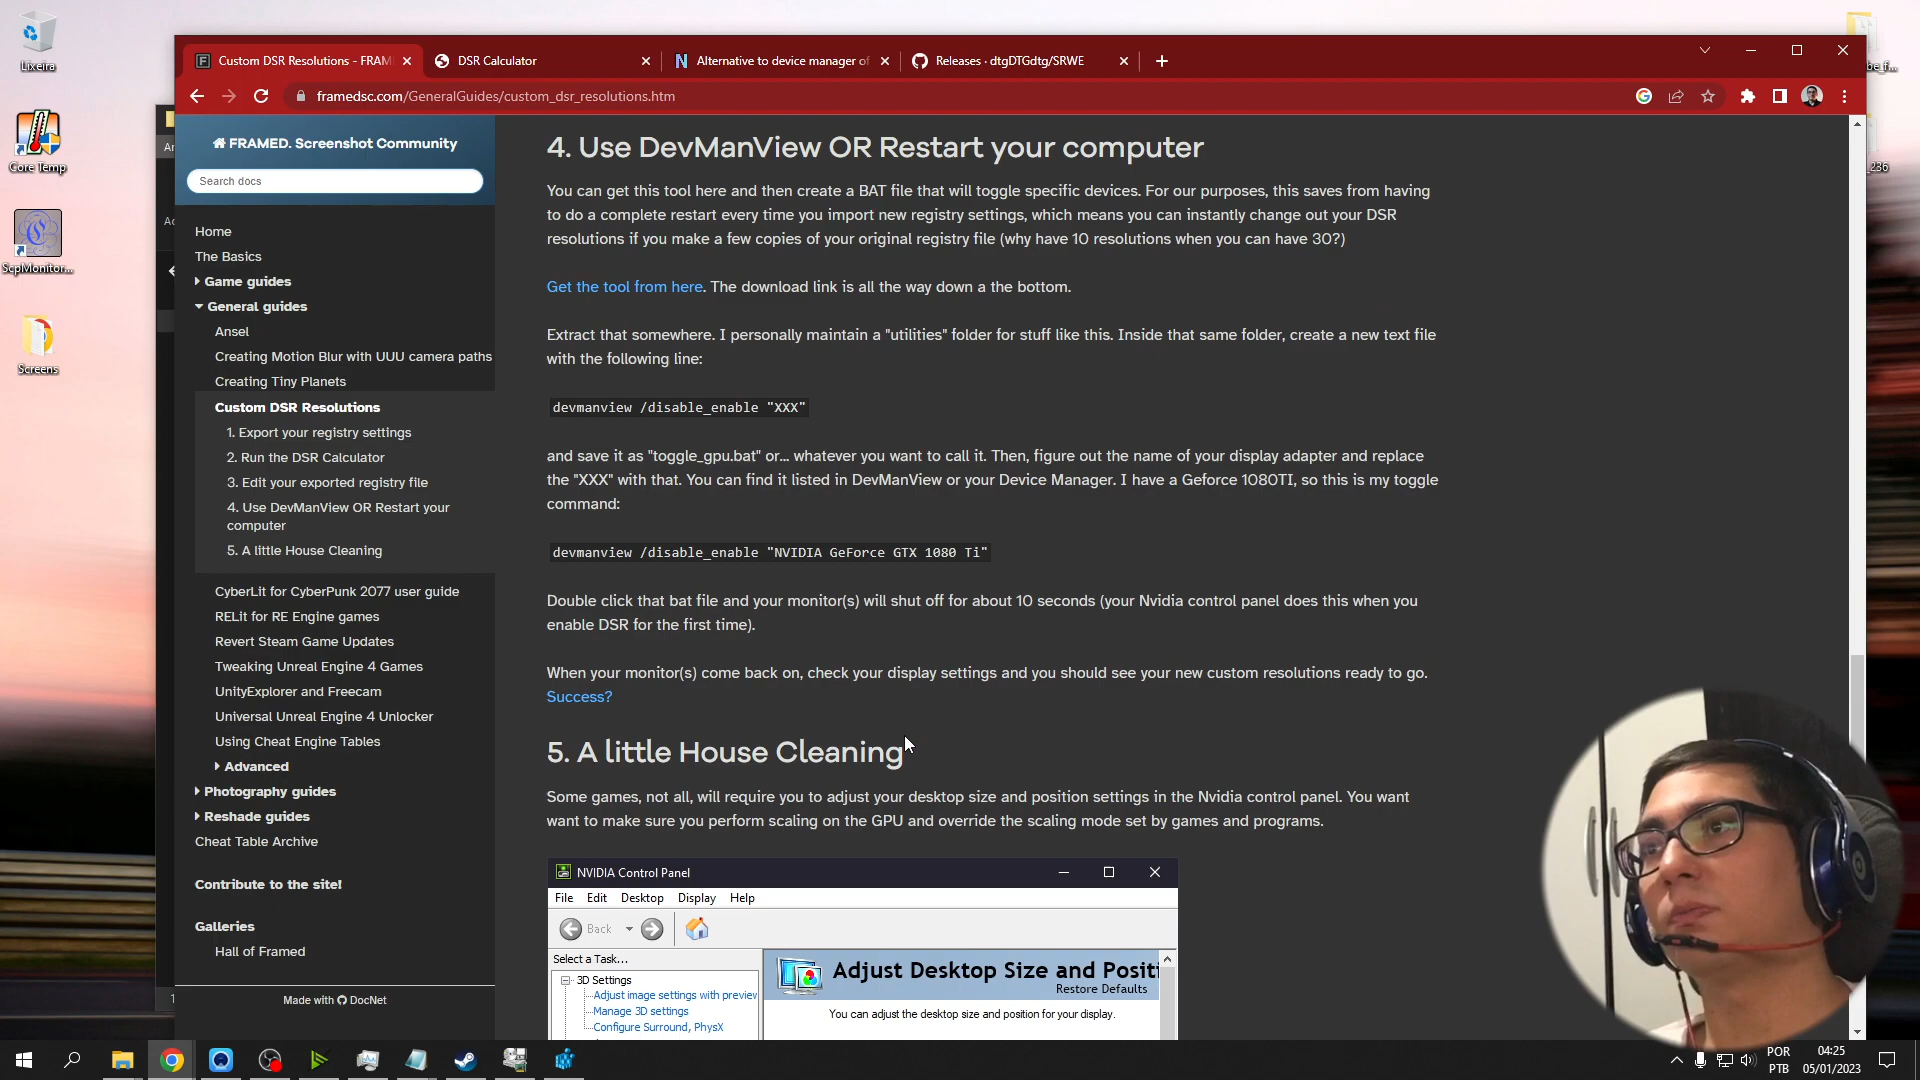 Lixeira
Core Temp
ScpMonitor...
Screens
Custom DSR Resolutions - FRAM
DSR Calculator
Alternative to device manager of
Releases · dtgDTGdtg/SRWE
framedsc.com/GeneralGuides/custom_dsr_resolutions.htm
FRAMED. Screenshot Community
Search docs
Home
The Basics
Game guides
General guides
Ansel
Creating Motion Blur with UUU camera paths
Creating Tiny Planets
Custom DSR Resolutions
1. Export your registry settings
2. Run the DSR Calculator
3. Edit your exported registry file
4. Use DevManView OR Restart your
computer
5. A little House Cleaning
CyberLit for CyberPunk 2077 user guide
RELit for RE Engine games
Revert Steam Game Updates
Tweaking Unreal Engine 4 Games
UnityExplorer and Freecam
Universal Unreal Engine 4 Unlocker
Using Cheat Engine Tables
Advanced
Photography guides
Reshade guides
Cheat Table Archive
Contribute to the site!
Galleries
Hall of Framed
Made with DocNet
4. Use DevManView OR Restart your computer
You can get this tool here and then create a BAT file that will toggle specific devices. For our purposes, this saves from having
to do a complete restart every time you import new registry settings, which means you can instantly change out your DSR
resolutions if you make a few copies of your original registry file (why have 10 resolutions when you can have 30?)
Get the tool from here. The download link is all the way down a the bottom.
Extract that somewhere. I personally maintain a "utilities" folder for stuff like this. Inside that same folder, create a new text file
with the following line:
devmanview /disable_enable "XXX"
and save it as "toggle_gpu.bat" or... whatever you want to call it. Then, figure out the name of your display adapter and replace
the "XXX" with that. You can find it listed in DevManView or your Device Manager. I have a Geforce 1080TI, so this is my toggle
command:
devmanview /disable_enable "NVIDIA GeForce GTX 1080 Ti"
Double click that bat file and your monitor(s) will shut off for about 10 seconds (your Nvidia control panel does this when you
enable DSR for the first time).
When your monitor(s) come back on, check your display settings and you should see your new custom resolutions ready to go.
Success?
5. A little House Cleaning
Some games, not all, will require you to adjust your desktop size and position settings in the Nvidia control panel. You want
want to make sure you perform scaling on the GPU and override the scaling mode set by games and programs.
NVIDIA Control Panel
File Edit Desktop Display Help
Back
Select a Task...
3D Settings
Adjust image settings with preview
Manage 3D settings
Configure Surround, PhysX
Adjust Desktop Size and Positi
Restore Defaults
You can adjust the desktop size and position for your display.
POR
PTB
04:25
05/01/2023